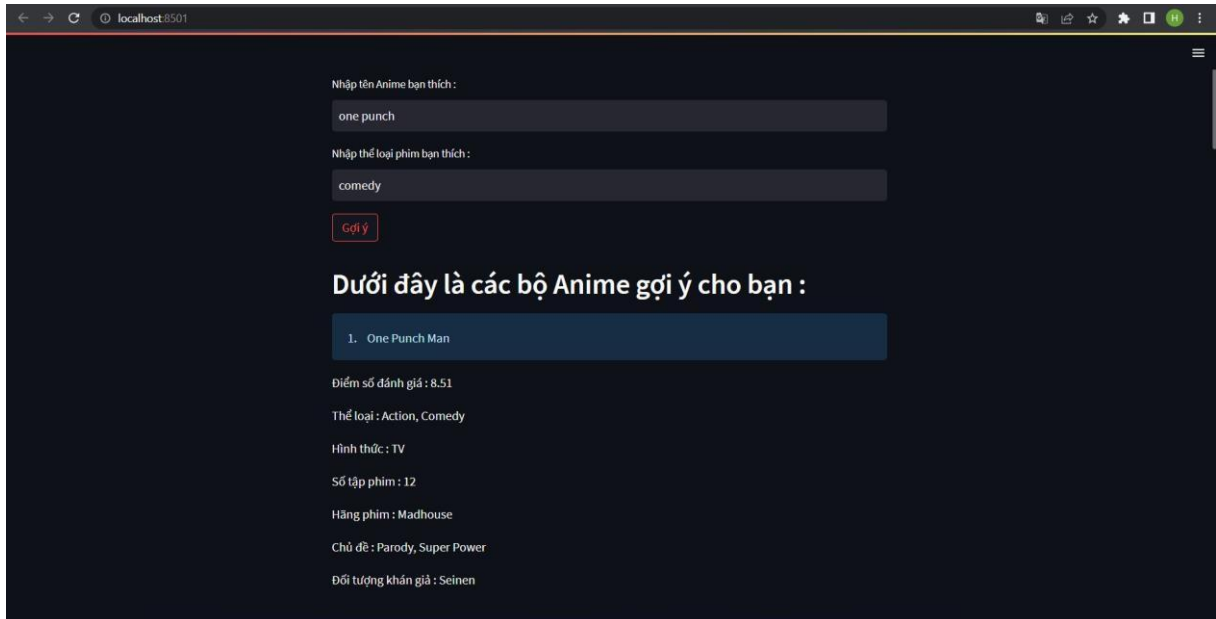 localhost:8501
H
Nhập tên Anime bạn thích :
one punch
Nhập thể loại phim bạn thích :
comedy
Gợi ý
Dưới đây là các bộ Anime gợi ý cho bạn :
1. One Punch Man
Điểm số đánh giá : 8.51
Thể loại : Action, Comedy
Hình thức : TV
Số tập phim : 12
Hãng phim : Madhouse
Chủ đề : Parody, Super Power
Đối tượng khán giả : Seinen